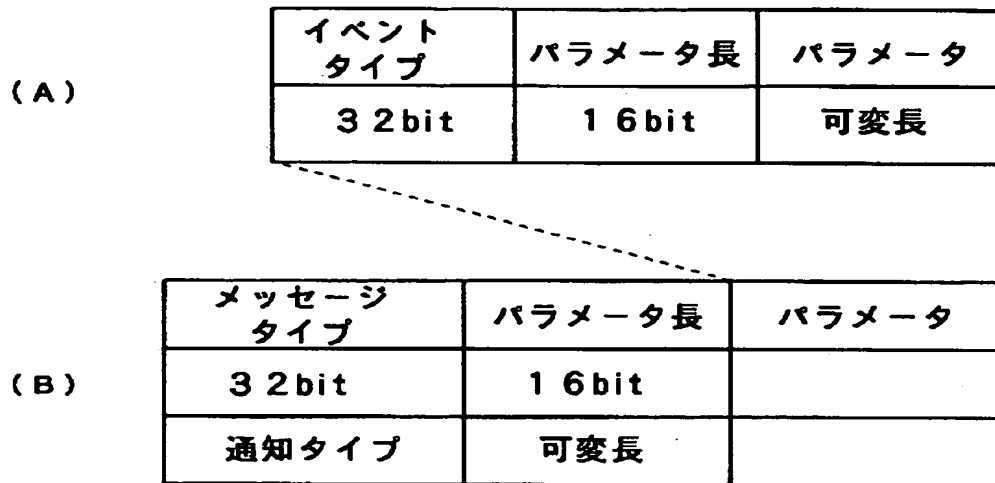 (A)
イベント
タイプ
パラメータ長
パラメータ
32bit
16bit
可変長
(B)
メッセージ
タイプ
パラメータ長
パラメータ
32bit
16bit
通知タイプ
可変長